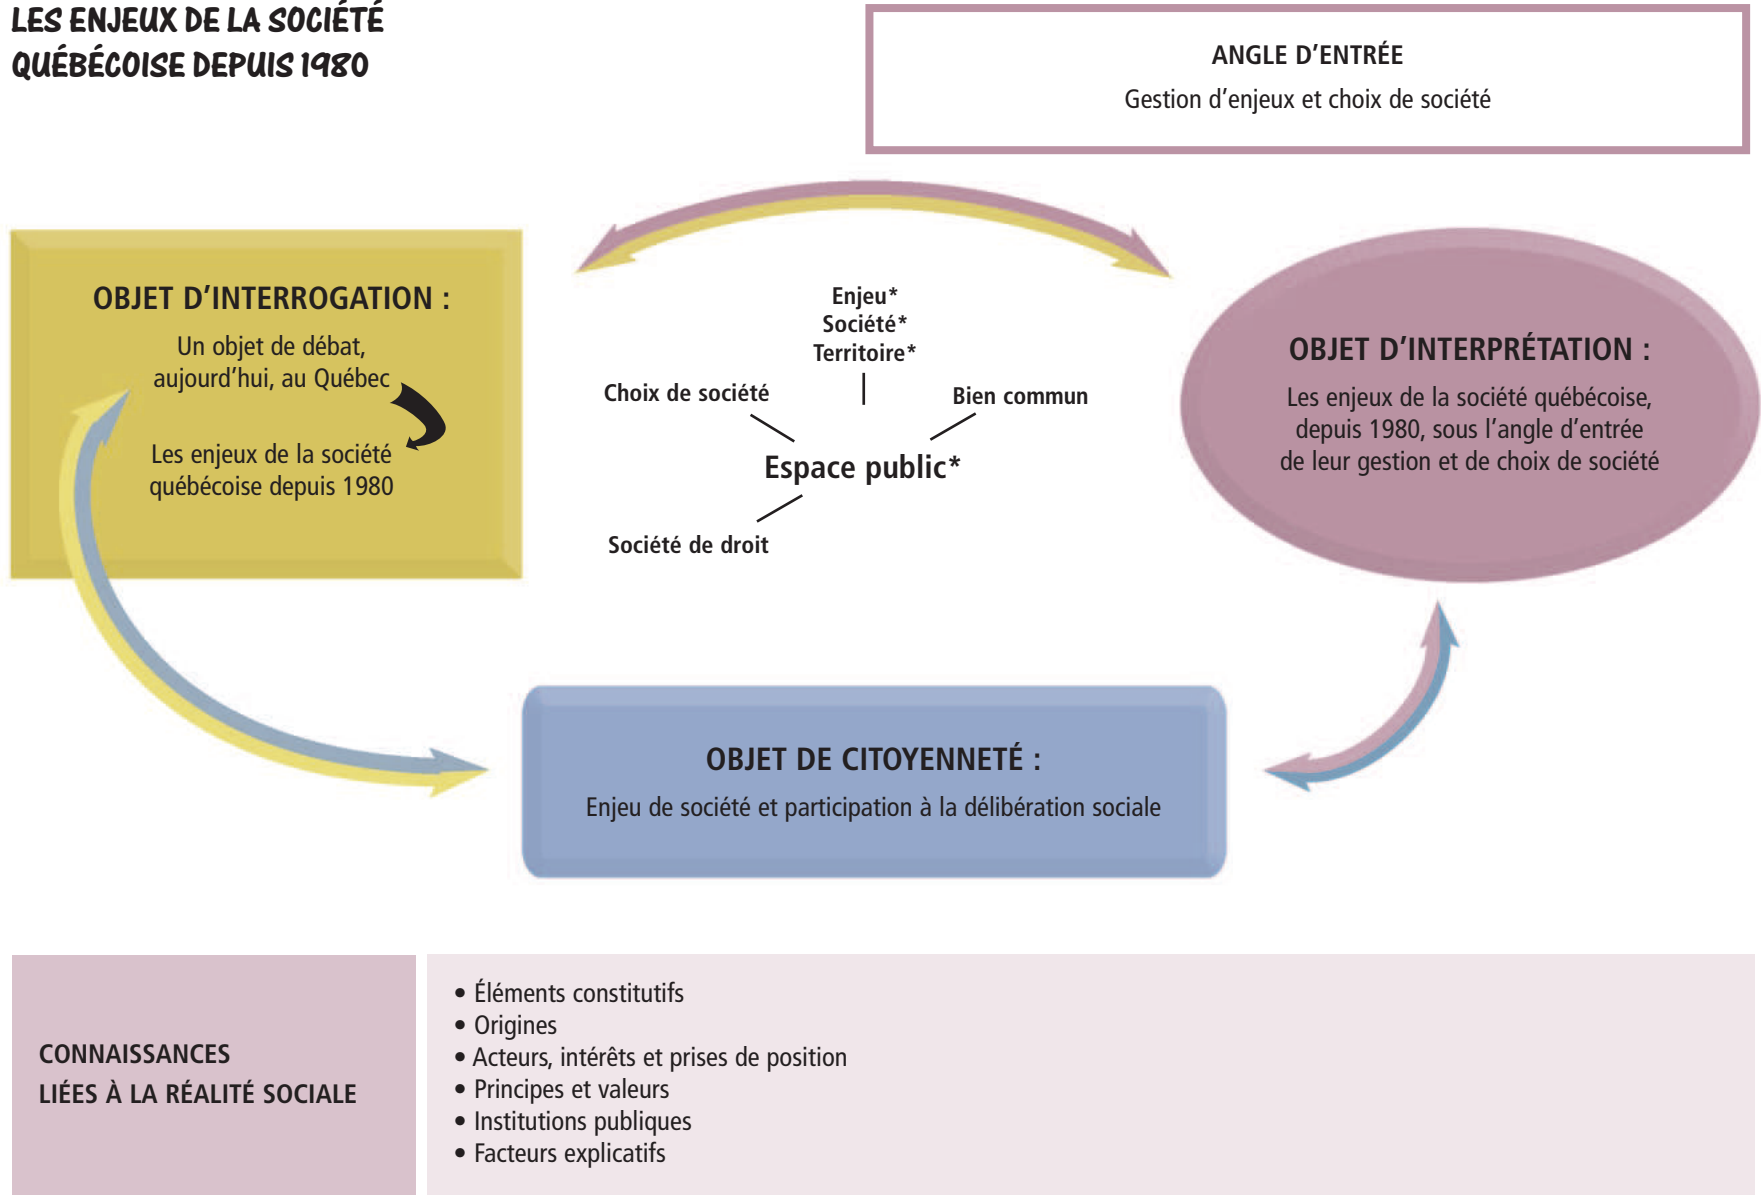 LES ENJEUX DE LA SOCIÉTÉ
QUÉBÉCOISE DEPUIS 1980
ANGLE D'ENTRÉE
Gestion d'enjeux et choix de société
OBJET D'INTERROGATION :
Un objet de débat,
aujourd'hui, au Québec
Les enjeux de la société
québécoise depuis 1980
Enjeu*
Société*
Territoire*
Choix de société
Bien commun
Espace public*
Société de droit
OBJET D'INTERPRÉTATION :
Les enjeux de la société québécoise,
depuis 1980, sous l'angle d'entrée
de leur gestion et de choix de société
OBJET DE CITOYENNETÉ :
Enjeu de société et participation à la délibération sociale
CONNAISSANCES
LIÉES À LA RÉALITÉ SOCIALE
• Éléments constitutifs
• Origines
• Acteurs, intérêts et prises de position
• Principes et valeurs
• Institutions publiques
• Facteurs explicatifs